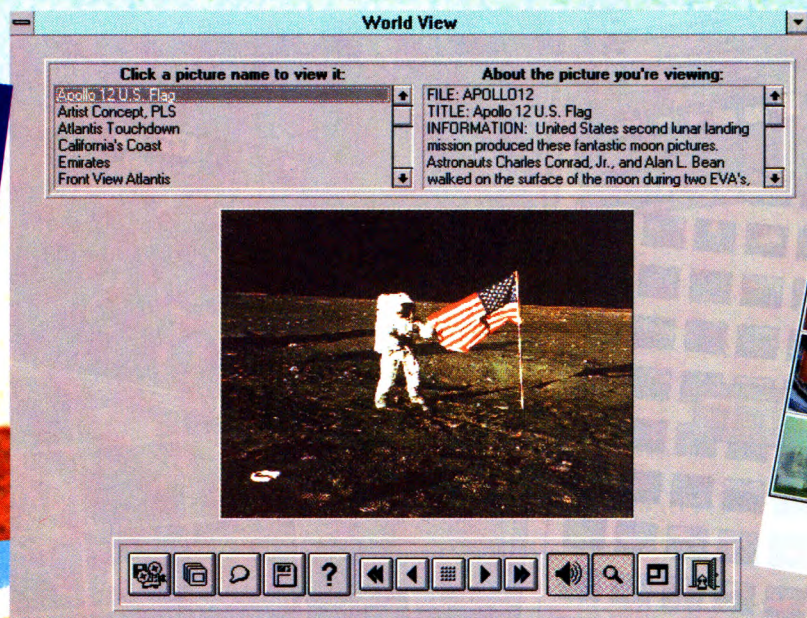 World View
Click a picture name to view it:
Apollo 12 U.S. Flag
Artist Concept, PLS
Atlantis Touchdown
California's Coast
Emirates
Front View Atlantis
About the picture you're viewing:
FILE: APOLLO12
TITLE: Apollo 12 U.S. Flag
INFORMATION: United States second lunar landing
mission produced these fantastic moon pictures.
Astronauts Charles Conrad, Jr., and Alan L. Bean
walked on the surface of the moon during two EVA's,
?